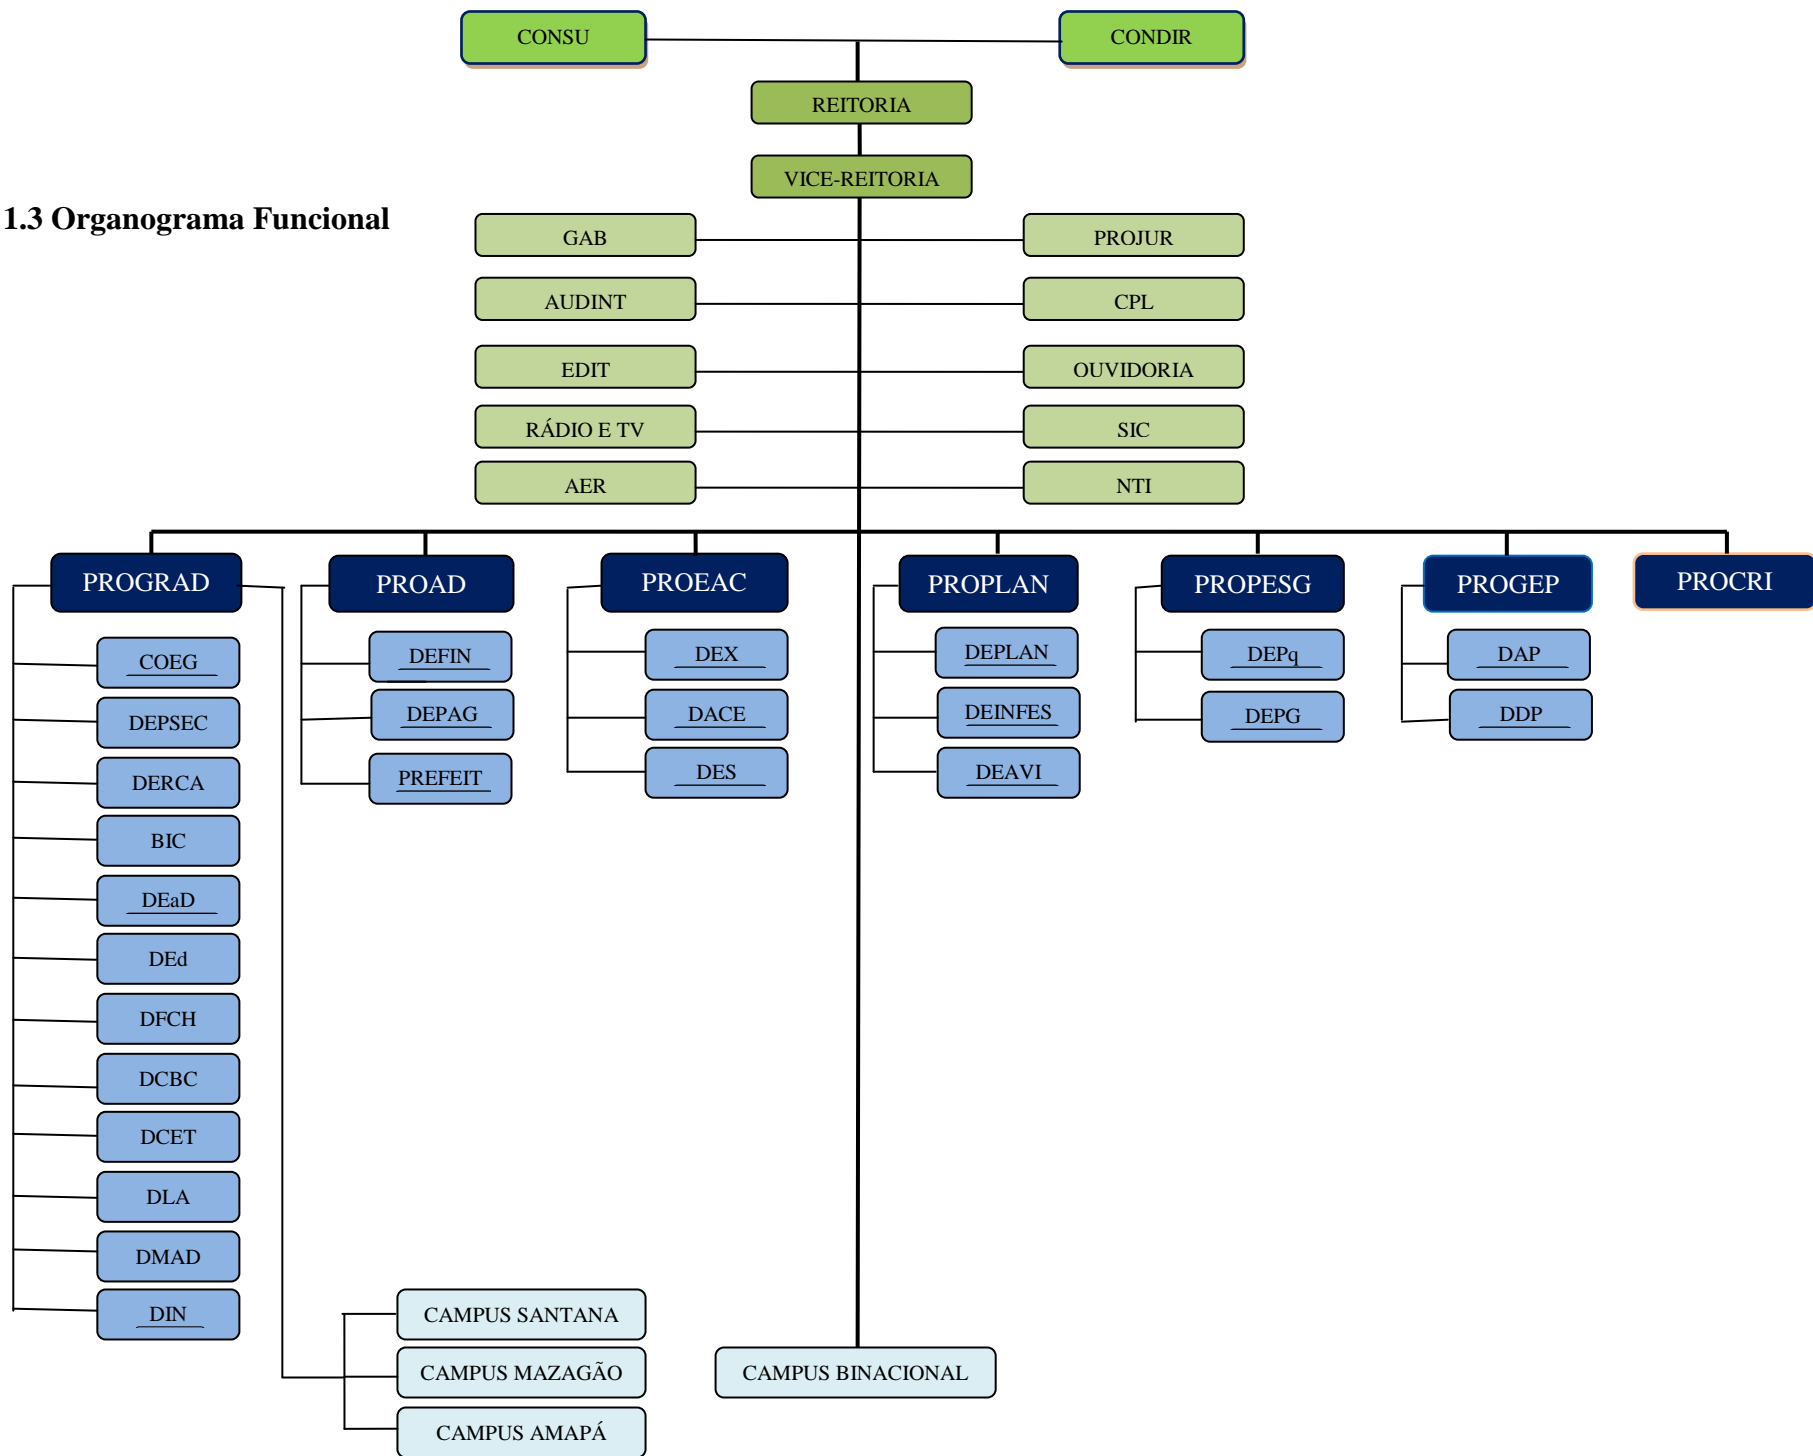 CONSU
CONDIR
REITORIA
VICE-REITORIA
1.3 Organograma Funcional
GAB
PROJUR
AUDINT
CPL
EDIT
OUVIDORIA
RÁDIO E TV
SIC
AER
NTI
PROGRAD
PROAD
PROEAC
PROPLAN
PROPESG
PROGEP
PROCRI
COEG
DEPSEC
DERCA
BIC
DEaD
DEd
DFCH
DCBC
DCET
DLA
DMAD
DIN
DEFIN
DEPAG
PREFEIT
DEX
DACE
DES
DEPLAN
DEINFES
DEAVI
DEPq
DEPG
DAP
DDP
CAMPUS SANTANA
CAMPUS MAZAGÃO
CAMPUS AMAPÁ
CAMPUS BINACIONAL